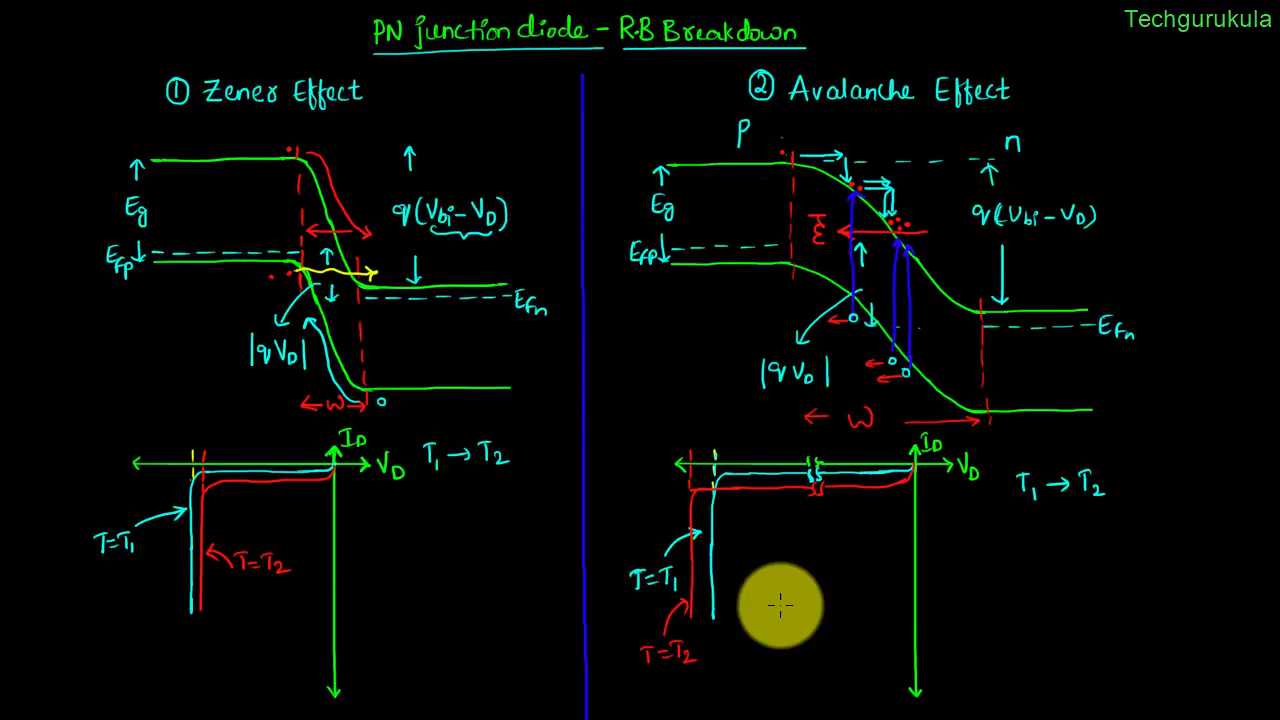 Techgurukula
PN junction diode - R.B Breakdown
① Zener Effect
Eg
EFp
q(Vbi - VD)
EFn
|qVD|
← W →
ID
VD
T1 → T2
T=T1
T=T2
② Avalanche Effect
P
n
Eg
EFp
q(Vbi - VD)
EFn
|qVD|
← W →
ID
VD
T1 → T2
T=T1
T=T2